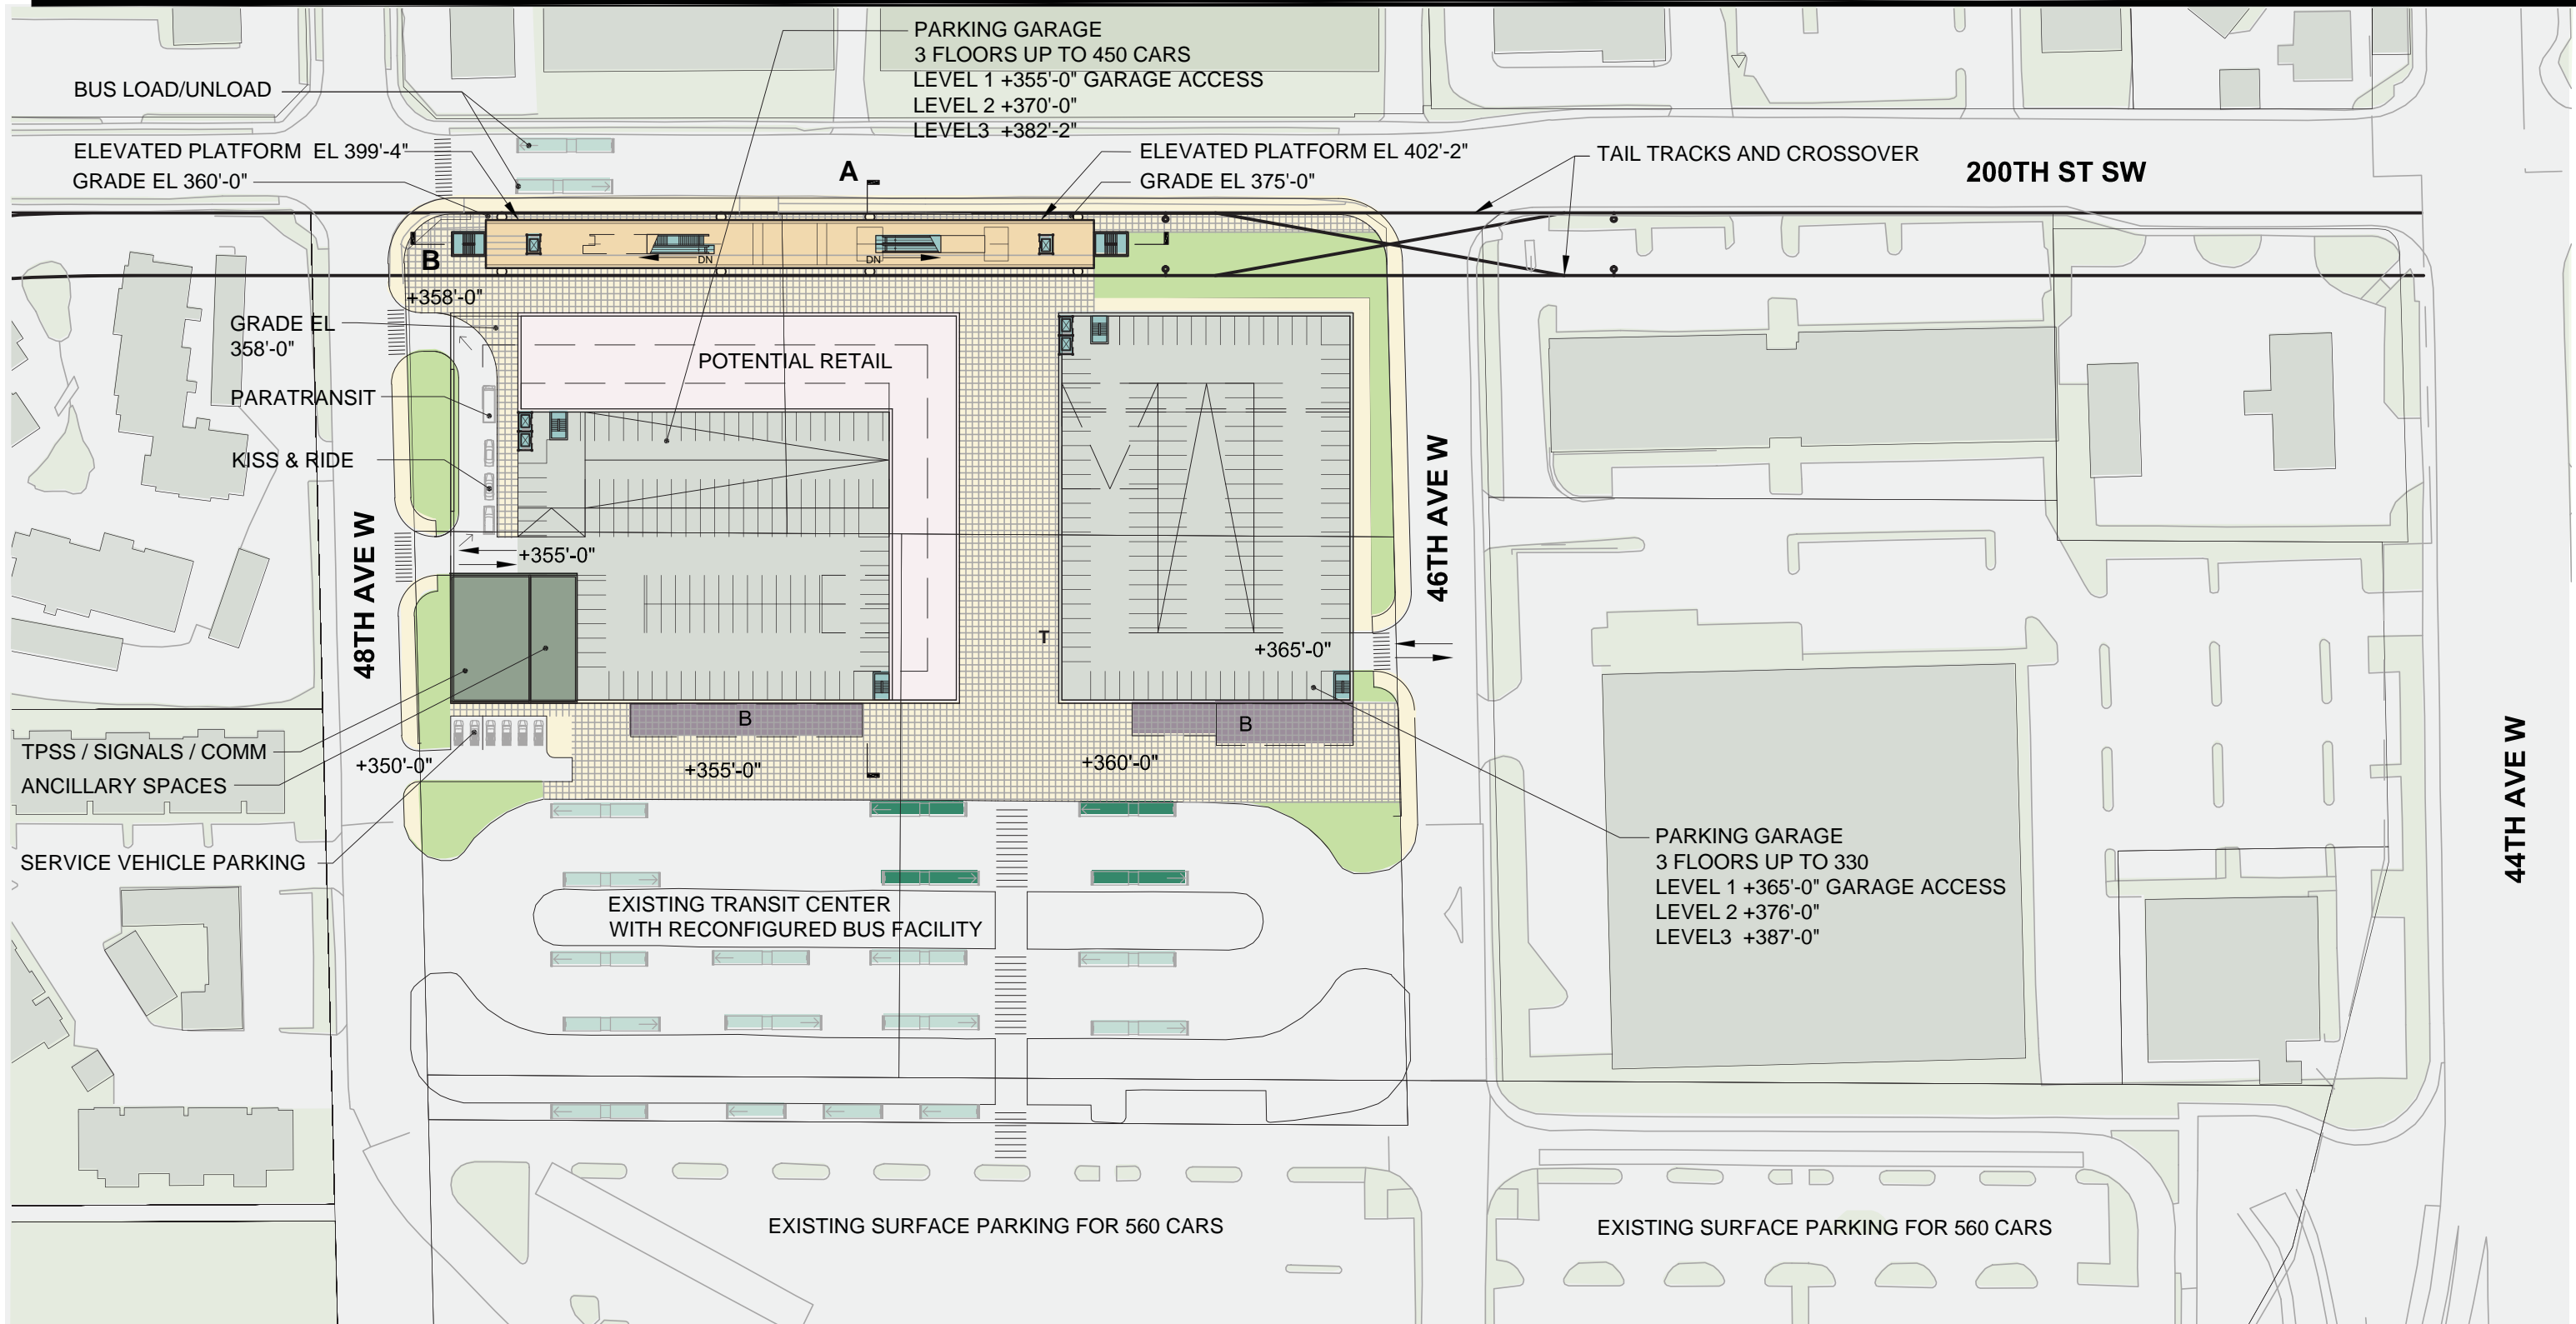 PARKING GARAGE
3 FLOORS UP TO 450 CARS
LEVEL 1 +355'-0" GARAGE ACCESS
LEVEL 2 +370'-0"
LEVEL3 +382'-2"
BUS LOAD/UNLOAD
ELEVATED PLATFORM EL 399'-4"
GRADE EL 360'-0"
A
ELEVATED PLATFORM EL 402'-2"
GRADE EL 375'-0"
TAIL TRACKS AND CROSSOVER
200TH ST SW
B
DN
DN
+358'-0"
GRADE EL
358'-0"
POTENTIAL RETAIL
PARATRANSIT
KISS & RIDE
48TH AVE W
46TH AVE W
44TH AVE W
+355'-0"
T
+365'-0"
B
B
TPSS / SIGNALS / COMM
ANCILLARY SPACES
+350'-0"
+355'-0"
+360'-0"
SERVICE VEHICLE PARKING
PARKING GARAGE
3 FLOORS UP TO 330
LEVEL 1 +365'-0" GARAGE ACCESS
LEVEL 2 +376'-0"
LEVEL3 +387'-0"
EXISTING TRANSIT CENTER
WITH RECONFIGURED BUS FACILITY
EXISTING SURFACE PARKING FOR 560 CARS
EXISTING SURFACE PARKING FOR 560 CARS